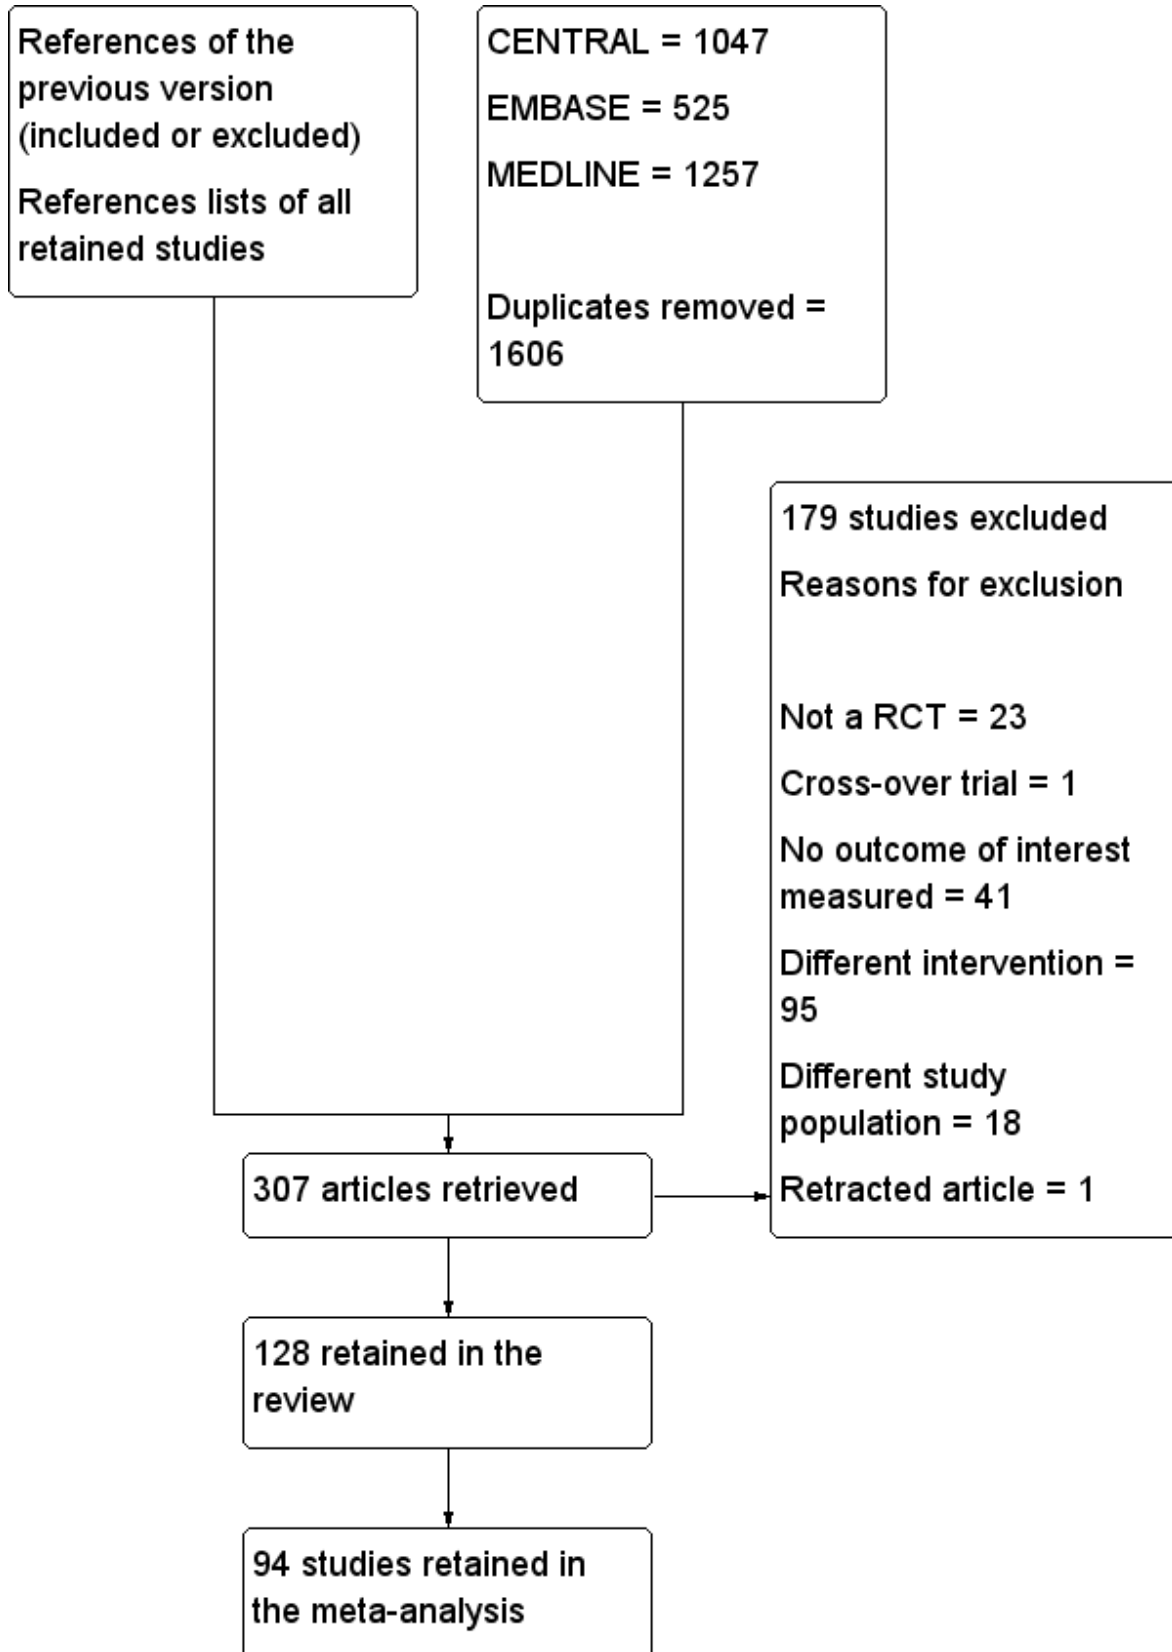 References of the
previous version
(included or excluded)
References lists of all
retained studies
CENTRAL = 1047
EMBASE = 525
MEDLINE = 1257
Duplicates removed =
1606
179 studies excluded
Reasons for exclusion
Not a RCT = 23
Cross-over trial = 1
No outcome of interest
measured = 41
Different intervention =
95
Different study
population = 18
Retracted article = 1
307 articles retrieved
128 retained in the
review
94 studies retained in
the meta-analysis